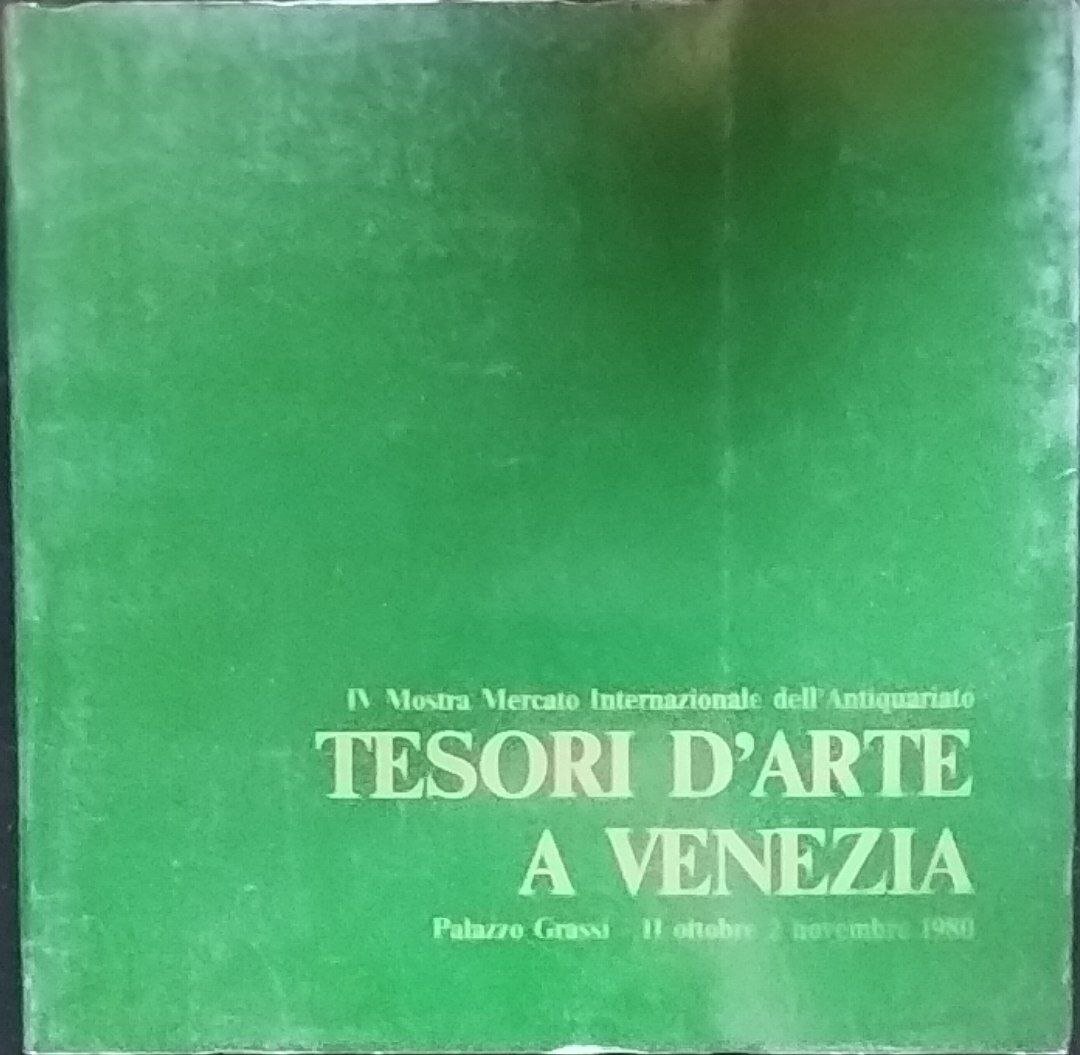 IV Mostra Mercato Internazionale dell'Antiquariato
TESORI D'ARTE
A VENEZIA
Palazzo Grassi - 11 ottobre 2 novembre 1980